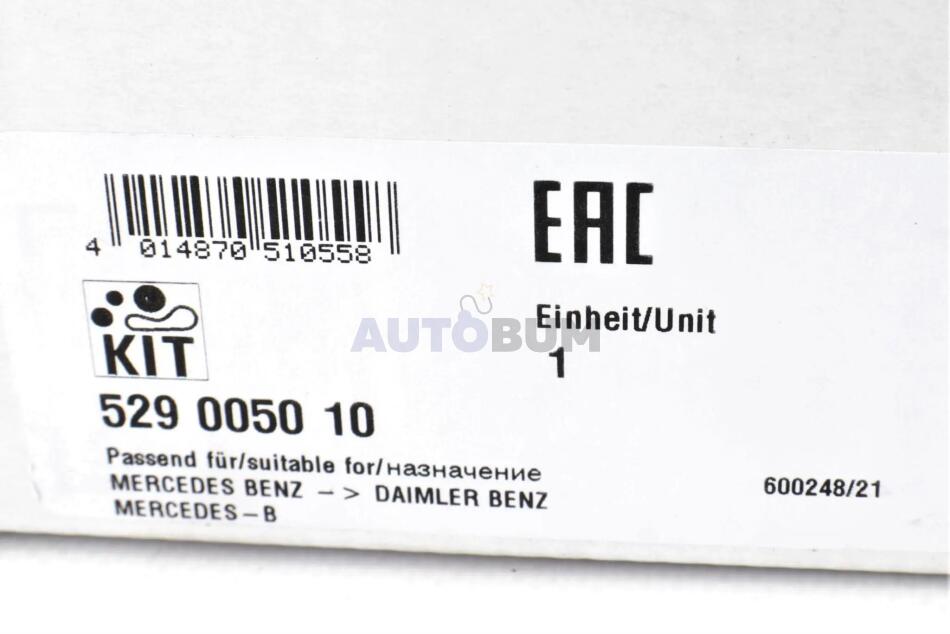 4 014870 510558
EAC
Einheit/Unit
1
KIT
529 0050 10
Passend für/suitable for/назначение
MERCEDES BENZ -> DAIMLER BENZ
MERCEDES-B
600248/21
AUTOBUM